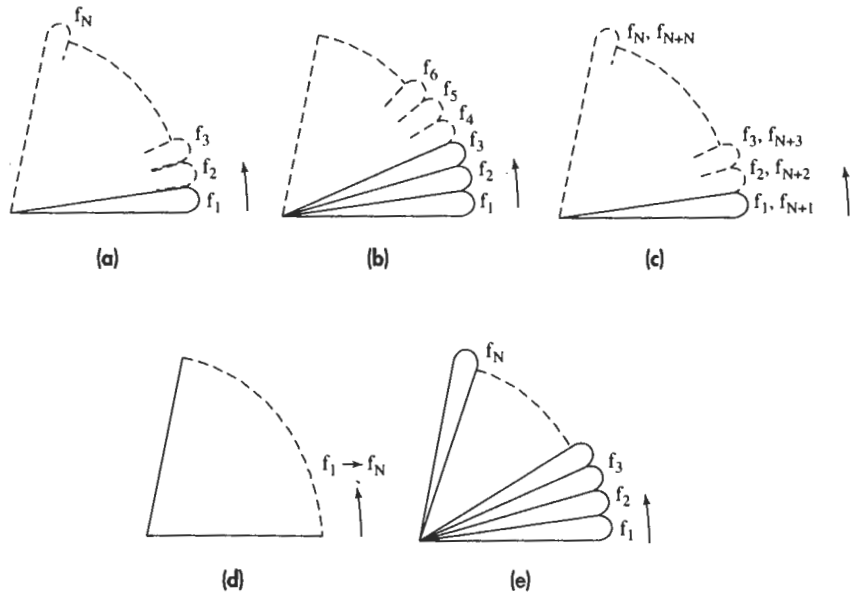 f_N
f_3
f_2
f_1
(a)
f_6
f_5
f_4
f_3
f_2
f_1
(b)
f_N, f_N+N
f_3, f_N+3
f_2, f_N+2
f_1, f_N+1
(c)
f_1 → f_N
(d)
f_N
f_3
f_2
f_1
(e)